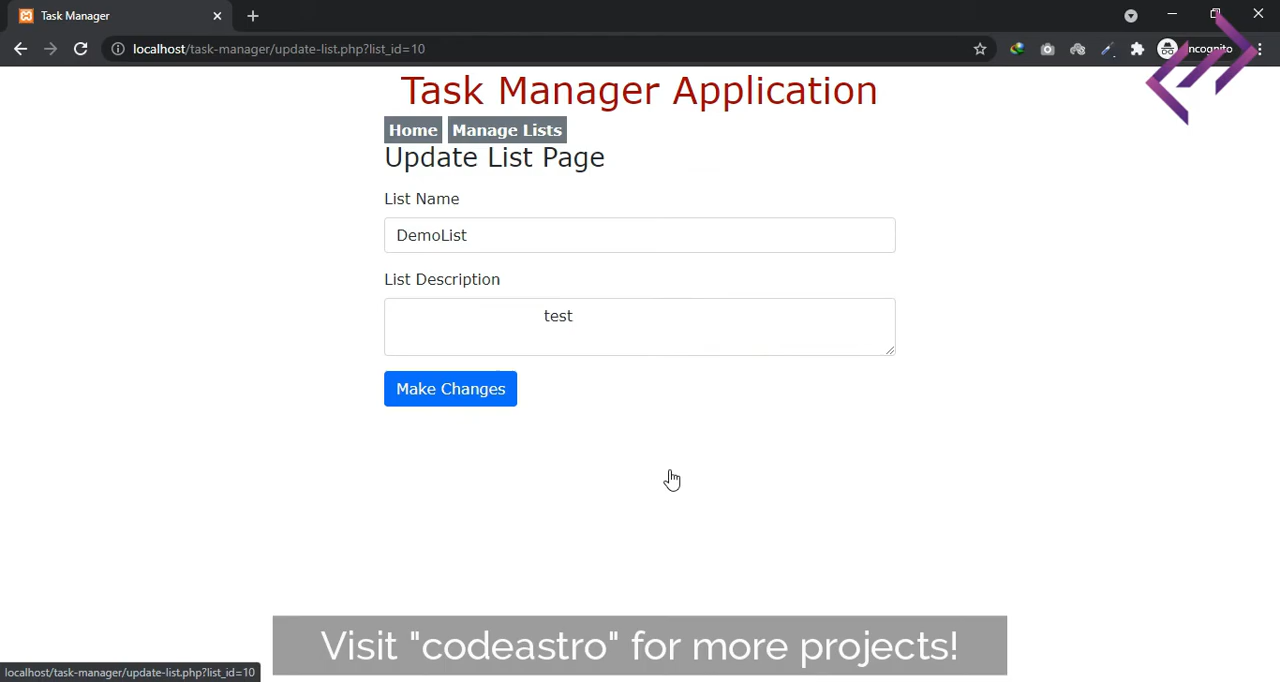 Task Manager
localhost/task-manager/update-list.php?list_id=10
Incognito
Task Manager Application
Home Manage Lists
Update List Page
List Name
DemoList
List Description
test
Make Changes
Visit "codeastro" for more projects!
localhost/task-manager/update-list.php?list_id=10